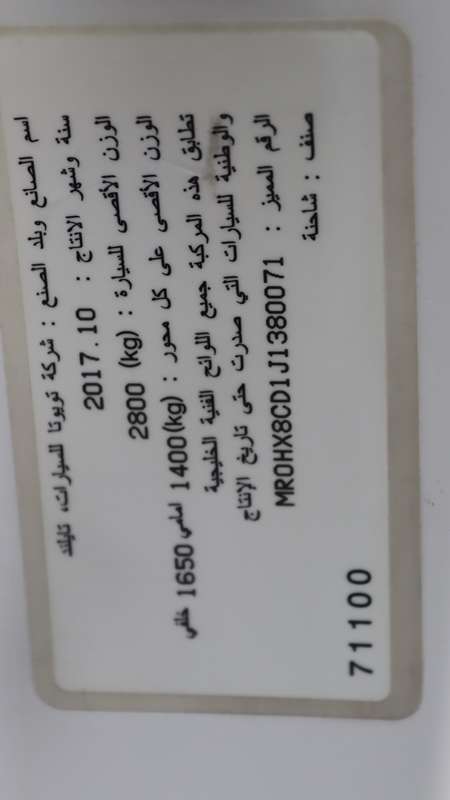 اسم الصانع وبلد الصنع : شركة تويوتا للسيارات، تايلند
سنة وشهر الانتاج : 2017.10
الوزن الأقصى للسيارة : 2800 (kg)
الوزن الأقصى على كل محور : 1400(kg) امامي 1650 خلفي
تطابق هذه المركبة جميع اللوائح الفنية الخليجية
والوطنية للسيارات التي صدرت حتى تاريخ الإنتاج
الرقم المميز : MR0HX8CD1J1380071
صنف : شاحنة
71100